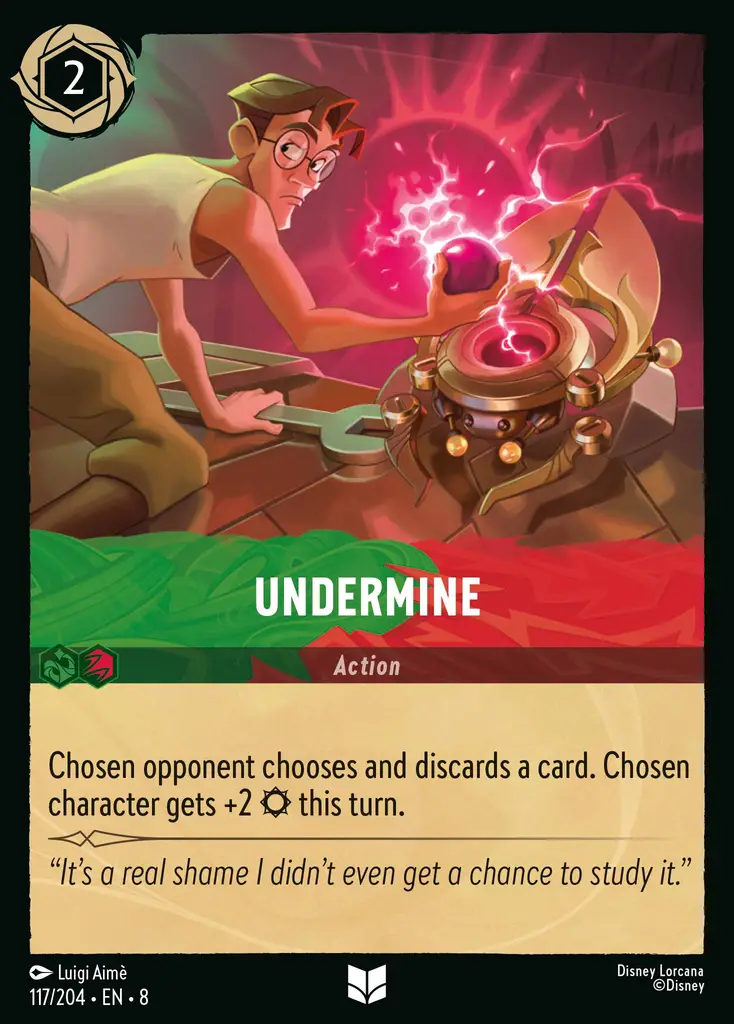 2
UNDERMINE
Action
Chosen opponent chooses and discards a card. Chosen
character gets +2 this turn.
“It’s a real shame I didn’t even get a chance to study it.”
Luigi Aimè
117/204 • EN • 8
Disney Lorcana
©Disney